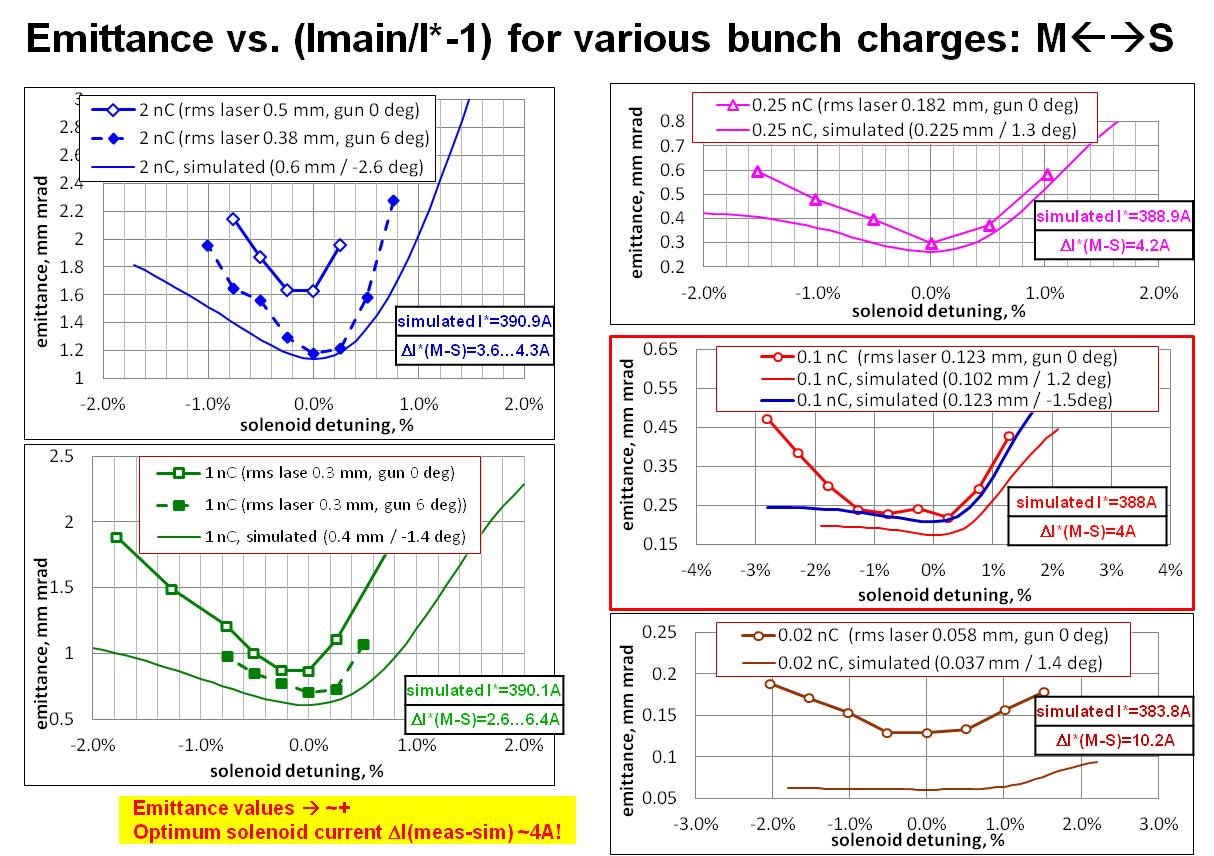 Emittance vs. (Imain/I*-1) for various bunch charges: M←→S
2 nC (rms laser 0.5 mm, gun 0 deg)
2 nC (rms laser 0.38 mm, gun 6 deg)
2 nC, simulated (0.6 mm / -2.6 deg)
emittance, mm mrad
3
2.8
2.6
2.4
2.2
2
1.8
1.6
1.4
1.2
1
simulated I*=390.9A
ΔI*(M-S)=3.6...4.3A
-2.0% -1.0% 0.0% 1.0% 2.0%
solenoid detuning, %
1 nC (rms lase 0.3 mm, gun 0 deg)
1 nC (rms laser 0.3 mm, gun 6 deg))
1 nC, simulated (0.4 mm / -1.4 deg)
emittance, mm mrad
2.5
2
1.5
1
0.5
simulated I*=390.1A
ΔI*(M-S)=2.6...6.4A
-2.0% -1.0% 0.0% 1.0% 2.0%
solenoid detuning, %
Emittance values → ~+
Optimum solenoid current ΔI(meas-sim) ~4A!
0.25 nC (rms laser 0.182 mm, gun 0 deg)
0.25 nC, simulated (0.225 mm / 1.3 deg)
emittance, mm mrad
0.8
0.7
0.6
0.5
0.4
0.3
0.2
simulated I*=388.9A
ΔI*(M-S)=4.2A
-2.0% -1.0% 0.0% 1.0% 2.0%
solenoid detuning, %
0.1 nC (rms laser 0.123 mm, gun 0 deg)
0.1 nC, simulated (0.102 mm / 1.2 deg)
0.1 nC, simulated (0.123 mm / -1.5deg)
emittance, mm mrad
0.65
0.55
0.45
0.35
0.25
0.15
simulated I*=388A
ΔI*(M-S)=4A
-4% -3% -2% -1% 0% 1% 2% 3% 4%
solenoid detuning, %
0.02 nC (rms laser 0.058 mm, gun 0 deg)
0.02 nC, simulated (0.037 mm / 1.4 deg)
emittance, mm mrad
0.25
0.2
0.15
0.1
0.05
simulated I*=383.8A
ΔI*(M-S)=10.2A
-3.0% -2.0% -1.0% 0.0% 1.0% 2.0% 3.0%
solenoid detuning, %